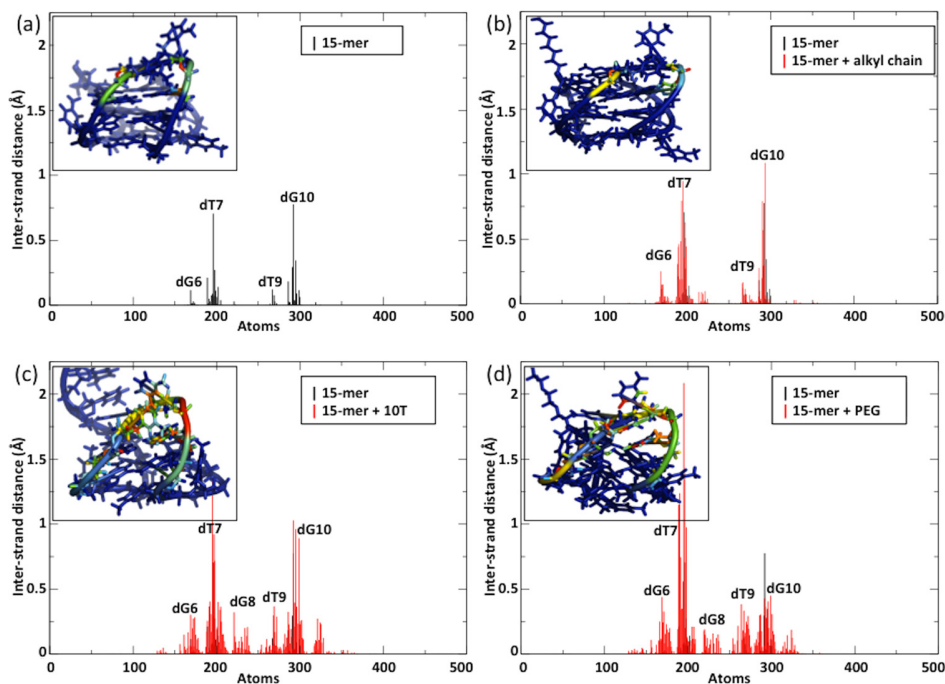 (a)
15-mer
Inter-strand distance (Å)
2
1.5
1
0.5
0
dG6
dT7
dT9
dG10
0 100 200 300 400 500
Atoms
(b)
15-mer
15-mer + alkyl chain
Inter-strand distance (Å)
2
1.5
1
0.5
0
dG6
dT7
dT9
dG10
0 100 200 300 400 500
Atoms
(c)
15-mer
15-mer + 10T
Inter-strand distance (Å)
2
1.5
1
0.5
0
dG6
dT7
dG8
dT9
dG10
0 100 200 300 400 500
Atoms
(d)
15-mer
15-mer + PEG
Inter-strand distance (Å)
2
1.5
1
0.5
0
dG6
dT7
dG8
dT9
dG10
0 100 200 300 400 500
Atoms